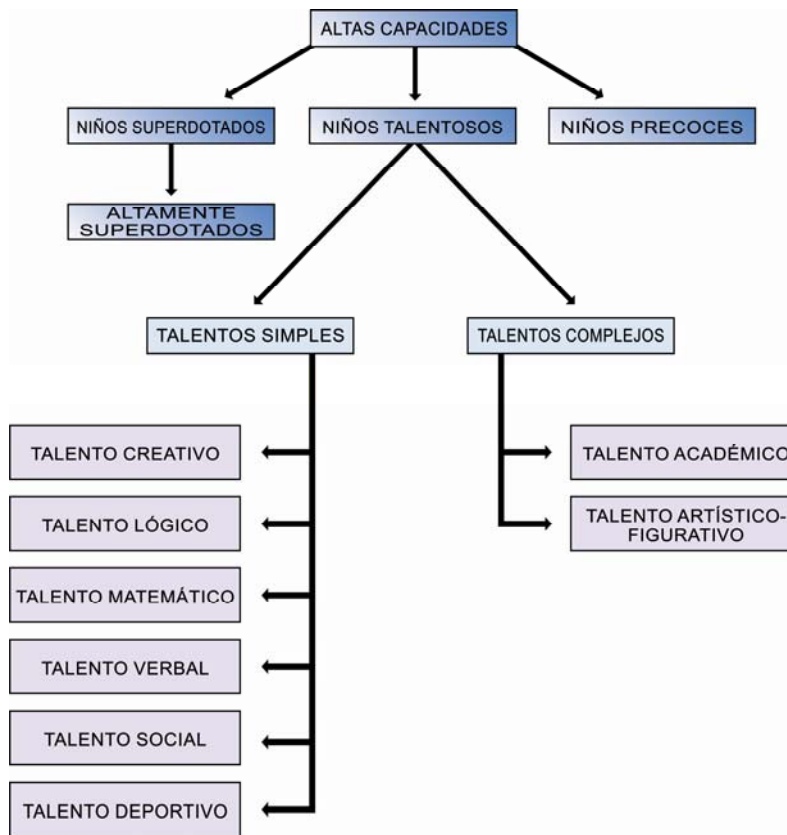 ALTAS CAPACIDADES
NIÑOS SUPERDOTADOS
NIÑOS TALENTOSOS
NIÑOS PRECOCES
ALTAMENTE
SUPERDOTADOS
TALENTOS SIMPLES
TALENTOS COMPLEJOS
TALENTO CREATIVO
TALENTO ACADÉMICO
TALENTO LÓGICO
TALENTO ARTÍSTICO-
FIGURATIVO
TALENTO MATEMÁTICO
TALENTO VERBAL
TALENTO SOCIAL
TALENTO DEPORTIVO